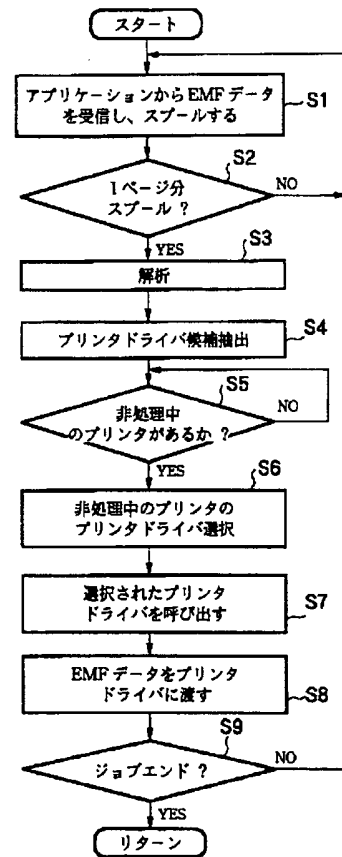 スタート
アプリケーションからEMFデータ
を受信し、スプールする
S1
S2
1ページ分
スプール ?
NO
YES
S3
解析
S4
プリンタドライバ候補抽出
S5
非処理中
のプリンタがあるか ?
NO
YES
S6
非処理中のプリンタの
プリンタドライバ選択
選択されたプリンタ
ドライバを呼び出す
S7
EMFデータをプリンタ
ドライバに渡す
S8
S9
ジョブエンド ?
NO
YES
リターン